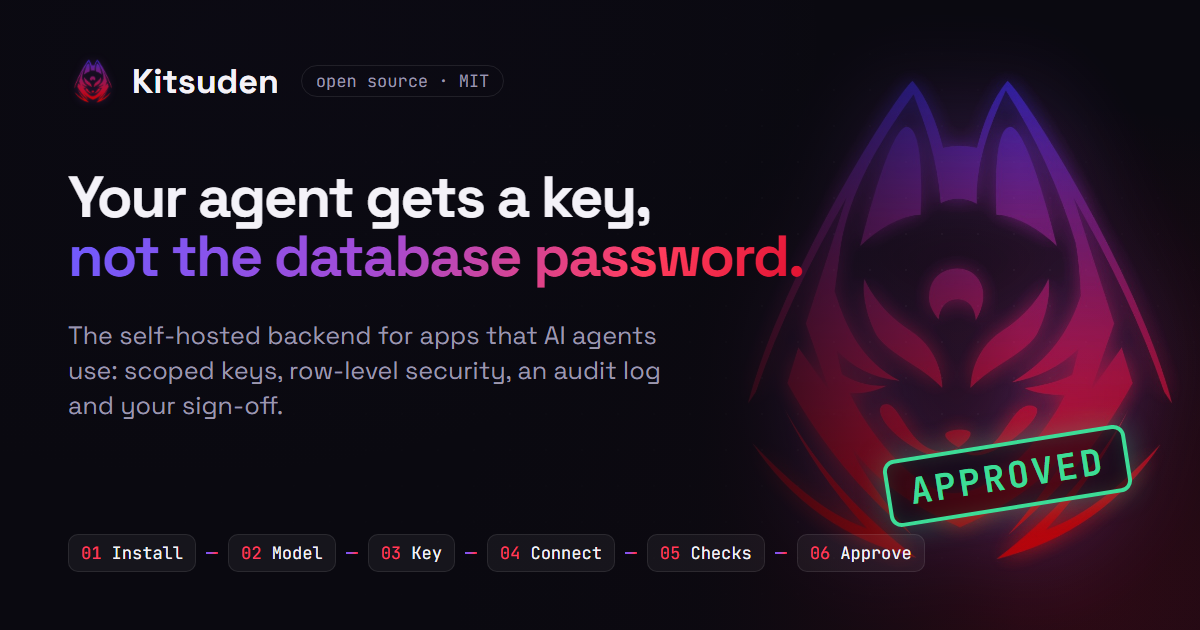 Kitsuden
open source · MIT
Your agent gets a key,
not the database password.
The self-hosted backend for apps that AI agents
use: scoped keys, row-level security, an audit log
and your sign-off.
APPROVED
01 Install — 02 Model — 03 Key — 04 Connect — 05 Checks — 06 Approve